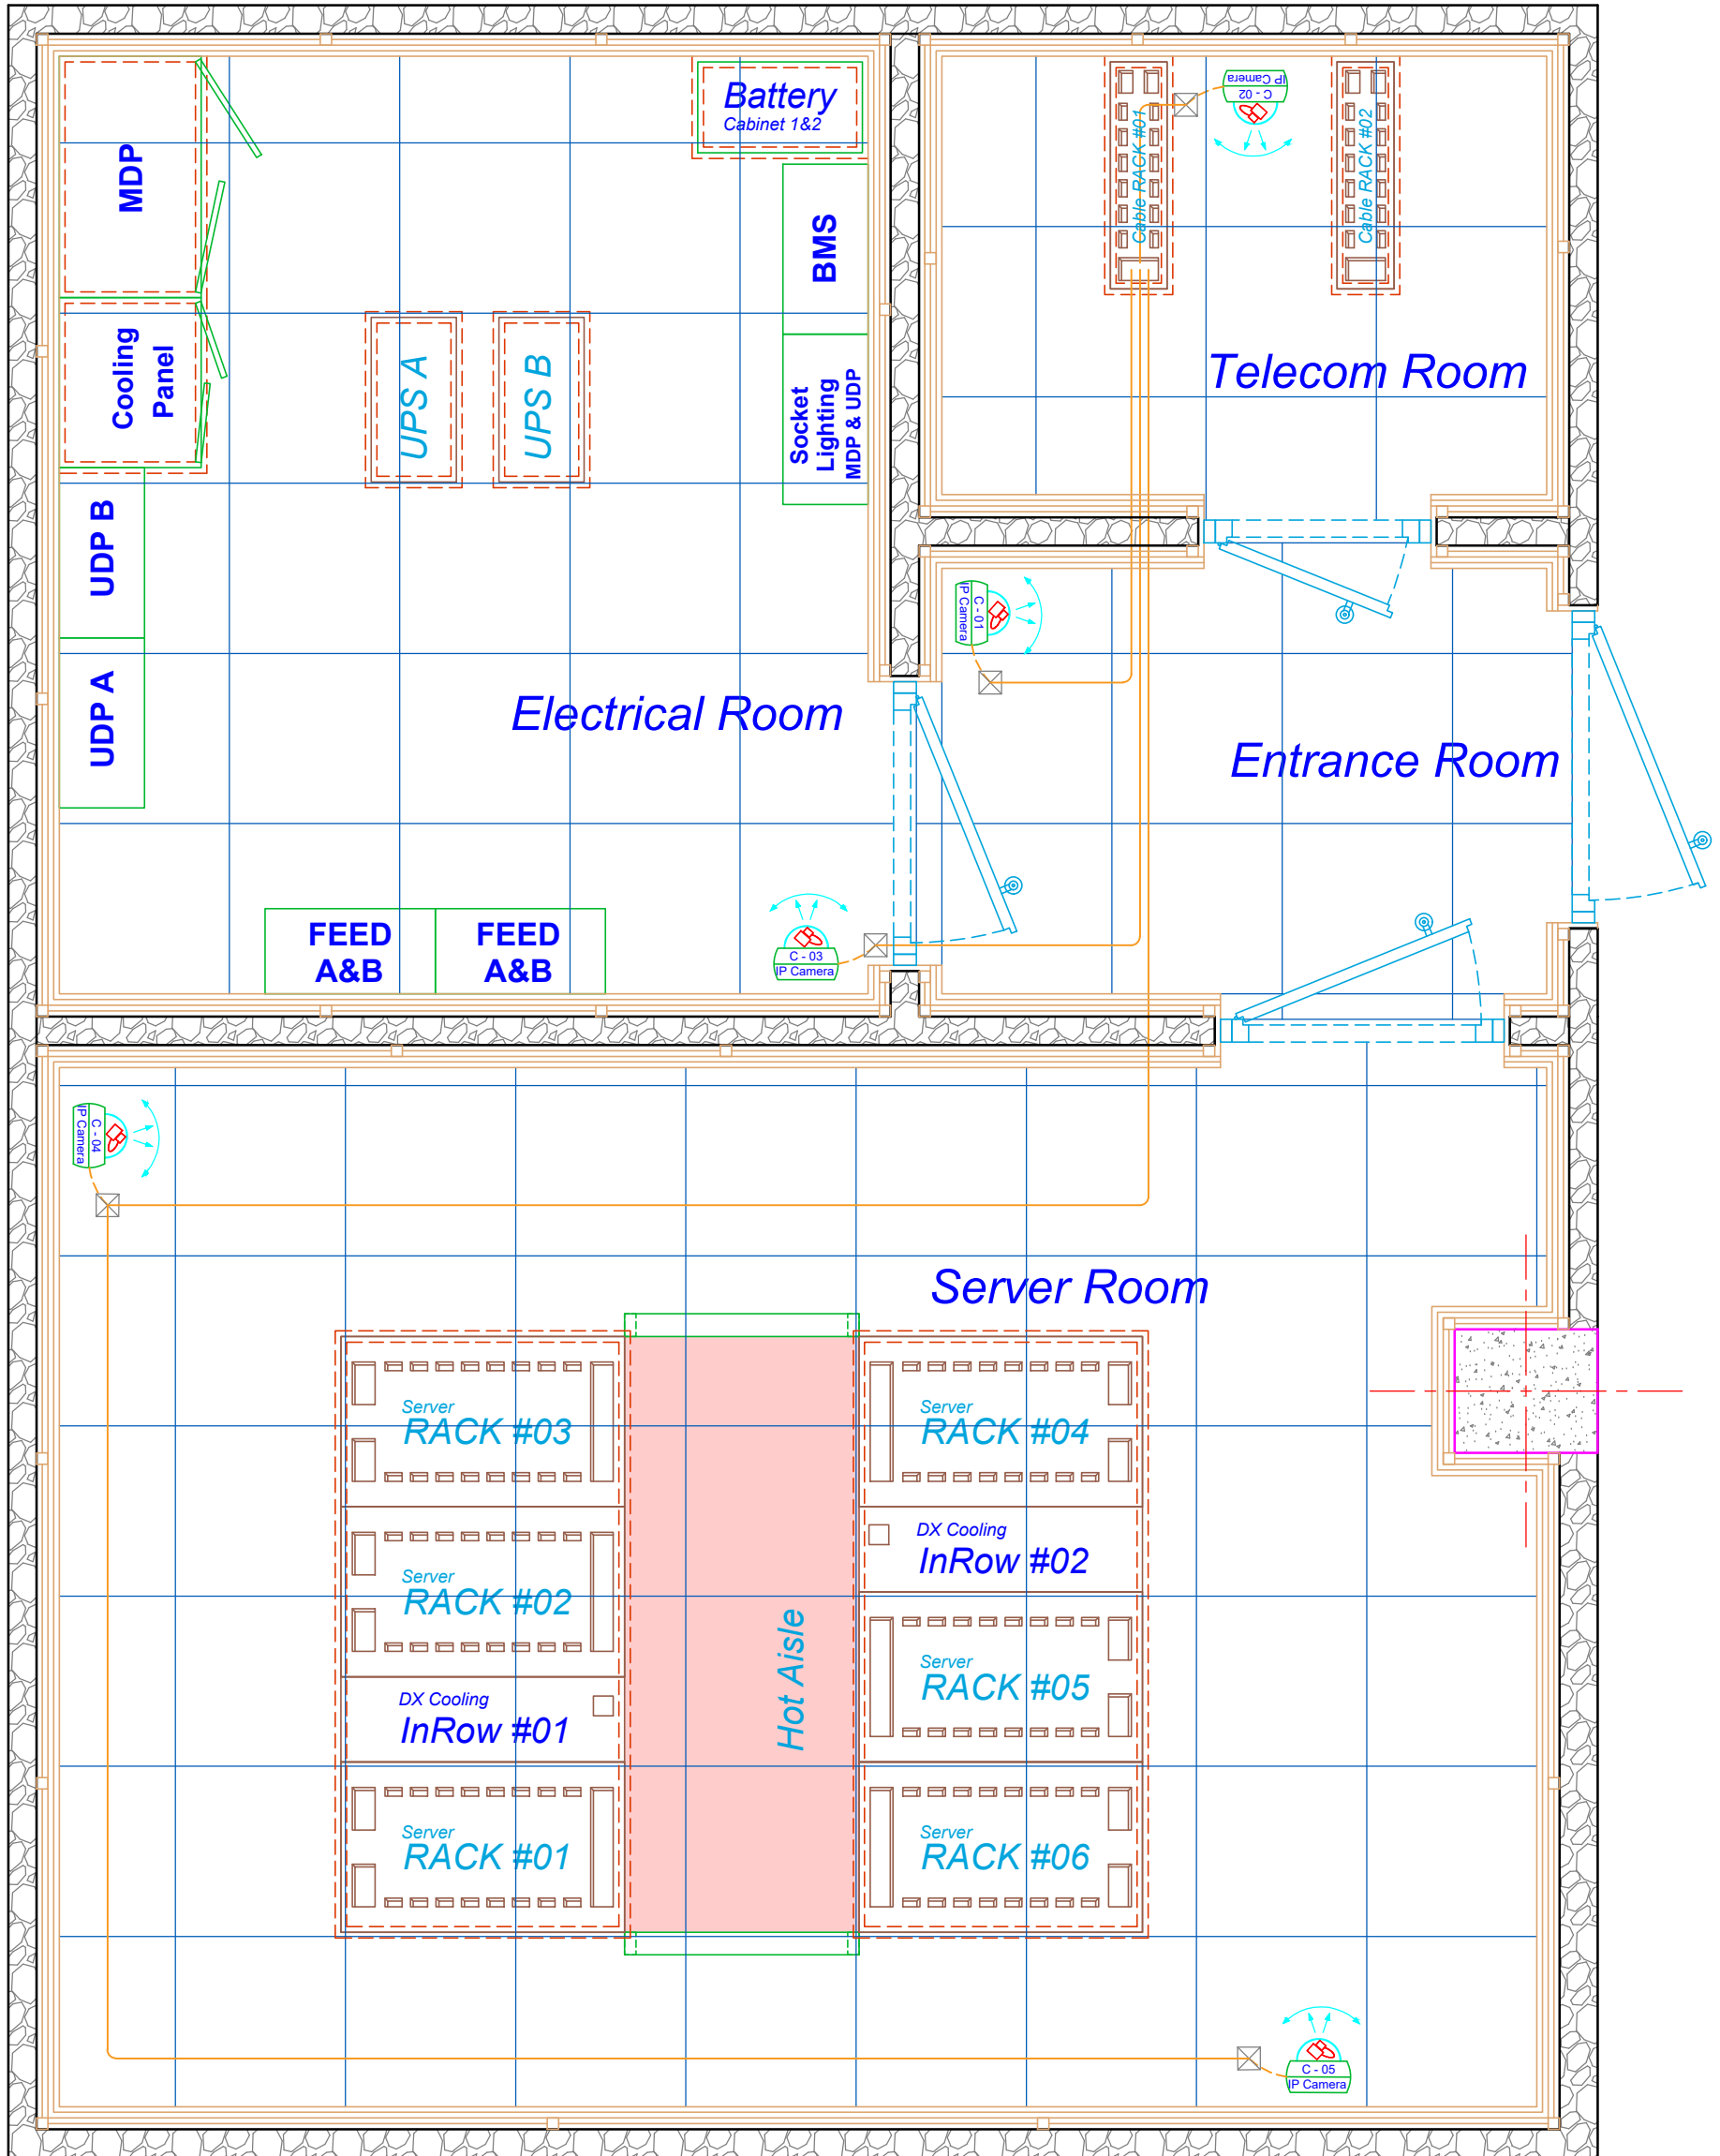 MDP
Battery
Cabinet 1&2
Cable RACK #01
C - 02
IP Camera
Cable RACK #02
BMS
Cooling
Panel
UPS A
UPS B
Socket
Lighting
MDP & UDP
Telecom Room
UDP B
C - 01
IP Camera
UDP A
Electrical Room
Entrance Room
FEED
A&B
FEED
A&B
C - 03
IP Camera
C - 04
IP Camera
Server Room
Server
RACK #03
Server
RACK #04
Server
RACK #02
DX Cooling
InRow #02
Hot Aisle
DX Cooling
InRow #01
Server
RACK #05
Server
RACK #01
Server
RACK #06
C - 05
IP Camera